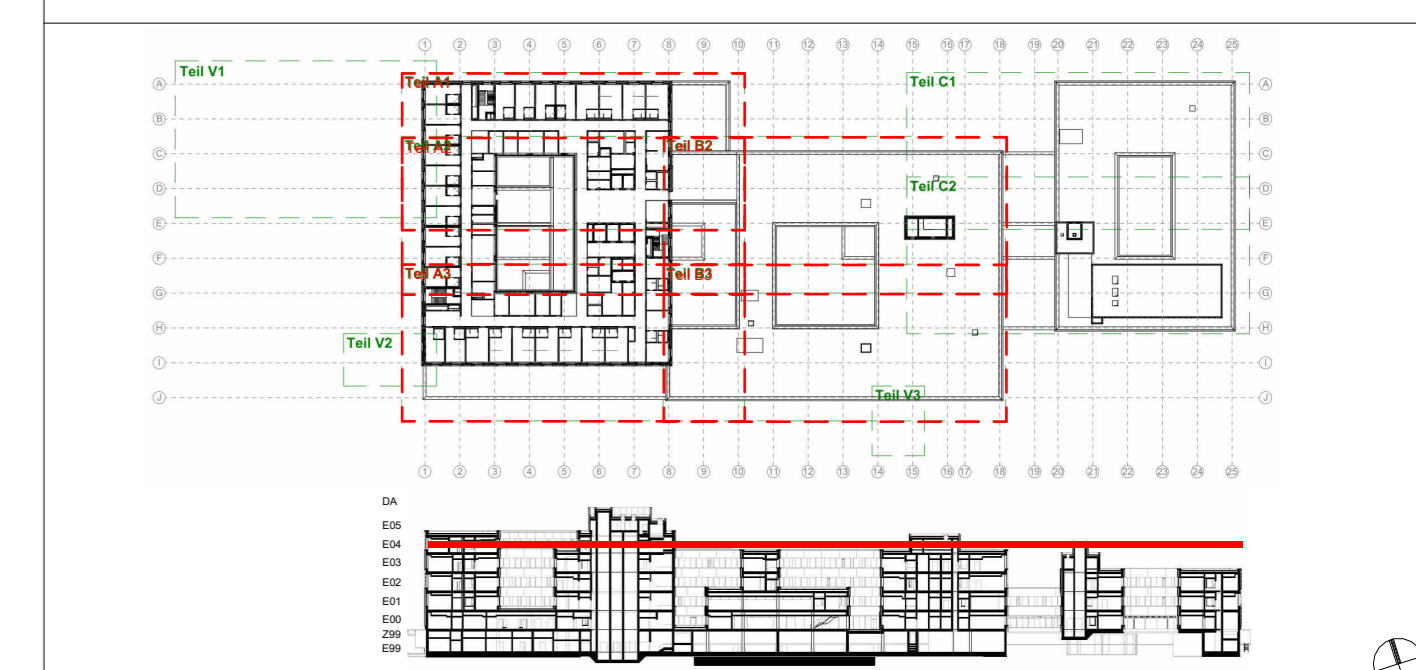 1 2 3 4 5 6 7 8 9 10 11 12 13 14 15 16 17 18 19 20 21 22 23 24 25
Teil V1
Teil A1
Teil C1
A A
B B
Teil A2
Teil B2
C C
Teil C2
D D
E E
F F
Teil A3
Teil B3
G G
H H
Teil V2
I I
Teil V3
J J
1 2 3 4 5 6 7 8 9 10 11 12 13 14 15 16 17 18 19 20 21 22 23 24 25
DA
E05
E04
E03
E02
E01
E00
Z99
E99